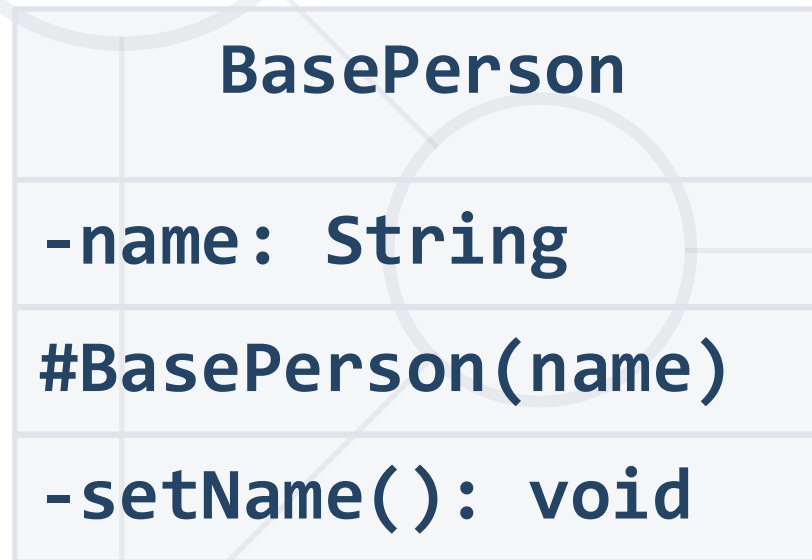 BasePerson
-name: String
#BasePerson(name)
-setName(): void